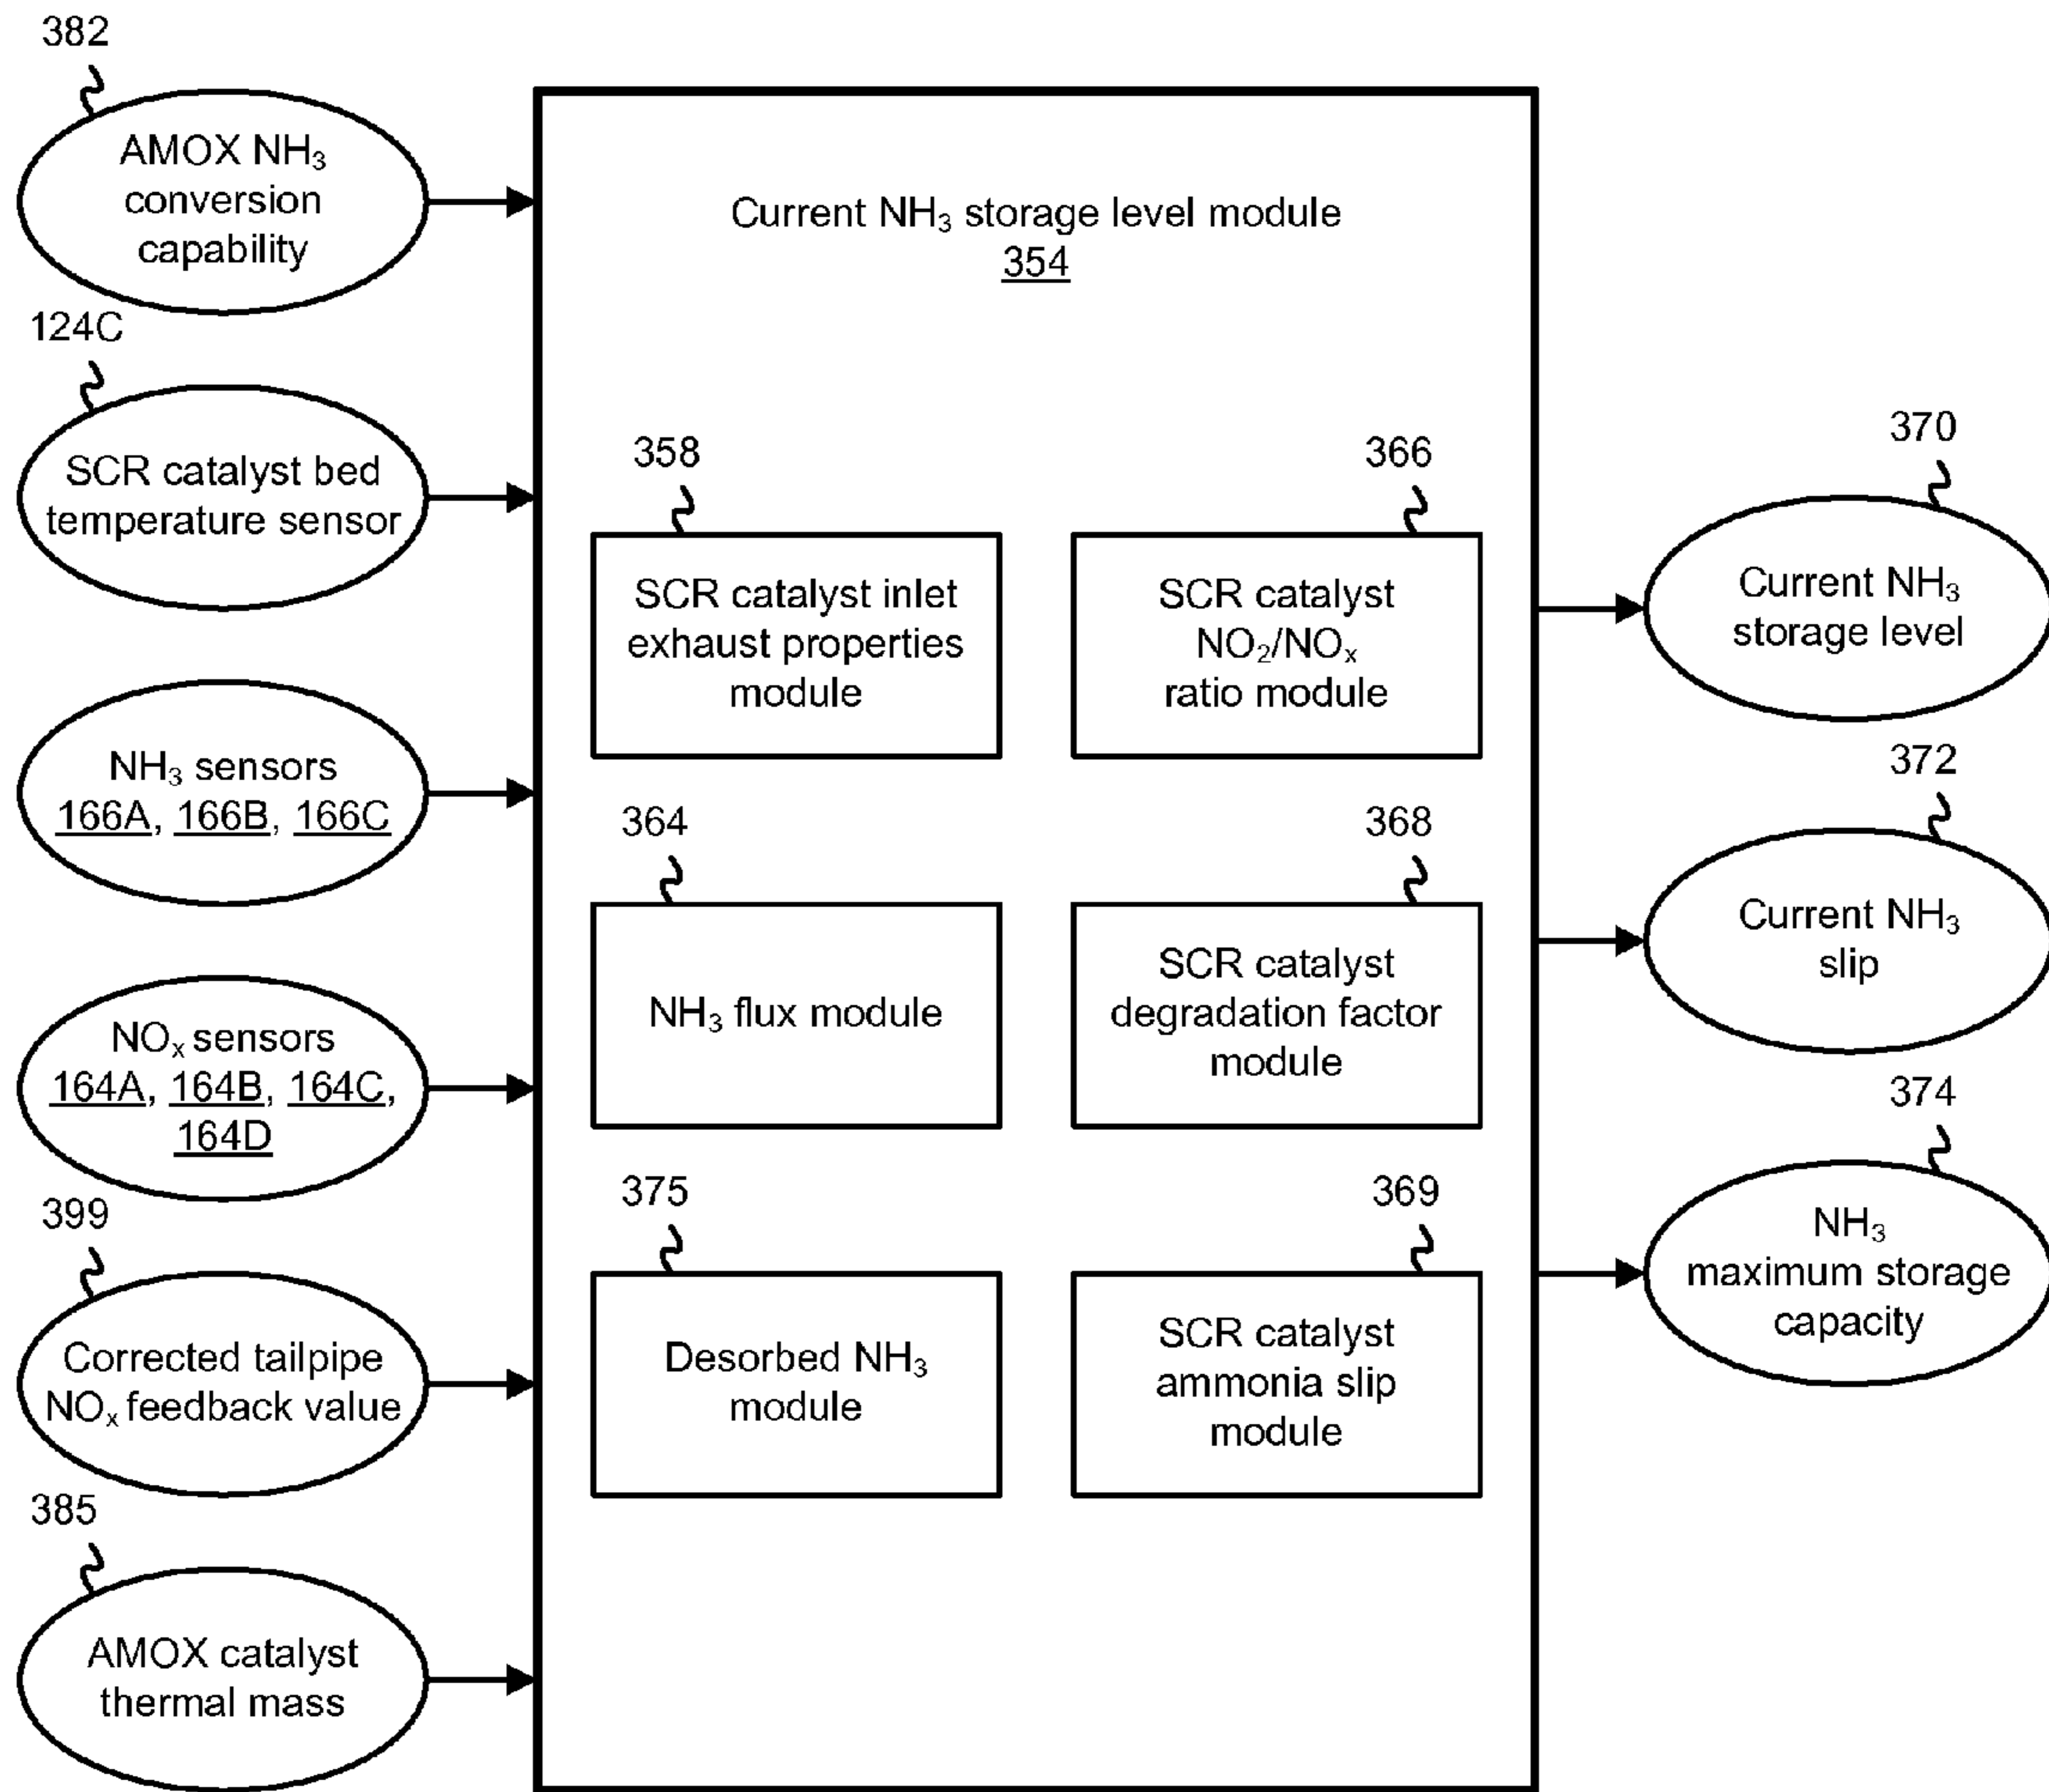 382
AMOX NH₃
conversion
capability
124C
SCR catalyst bed
temperature sensor
NH₃ sensors
166A, 166B, 166C
NOₓ sensors
164A, 164B, 164C,
164D
399
Corrected tailpipe
NOₓ feedback value
385
AMOX catalyst
thermal mass
Current NH₃ storage level module
354
358
SCR catalyst inlet
exhaust properties
module
366
SCR catalyst
NO₂/NOₓ
ratio module
364
NH₃ flux module
368
SCR catalyst
degradation factor
module
375
Desorbed NH₃
module
369
SCR catalyst
ammonia slip
module
370
Current NH₃
storage level
372
Current NH₃
slip
374
NH₃
maximum storage
capacity